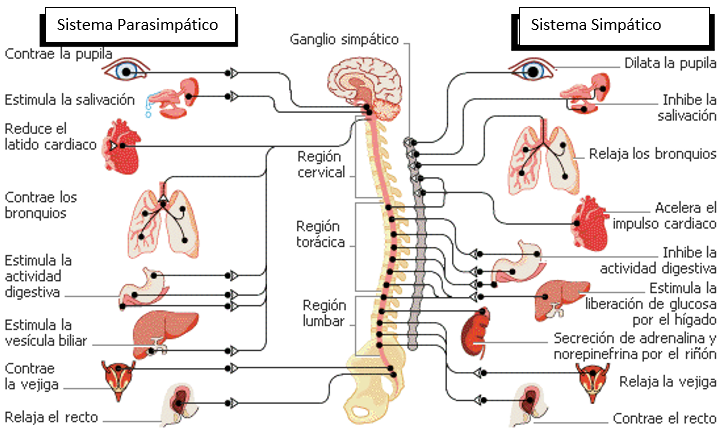 Sistema Parasimpático
Contrae la pupila
Estimula la salivación
Reduce el
latido cardiaco
Contrae los
bronquios
Estimula la
actividad
digestiva
Estimula la
vesícula biliar
Contrae
la vejiga
Relaja el recto
Ganglio simpático
Región
cervical
Región
torácica
Región
lumbar
Sistema Simpático
Dilata la pupila
Inhibe la
salivación
Relaja los bronquios
Acelera el
impulso cardiaco
Inhibe la
actividad digestiva
Estimula la
liberación de glucosa
por el hígado
Secreción de adrenalina y
norepinefrina por el riñón
Relaja la vejiga
Contrae el recto